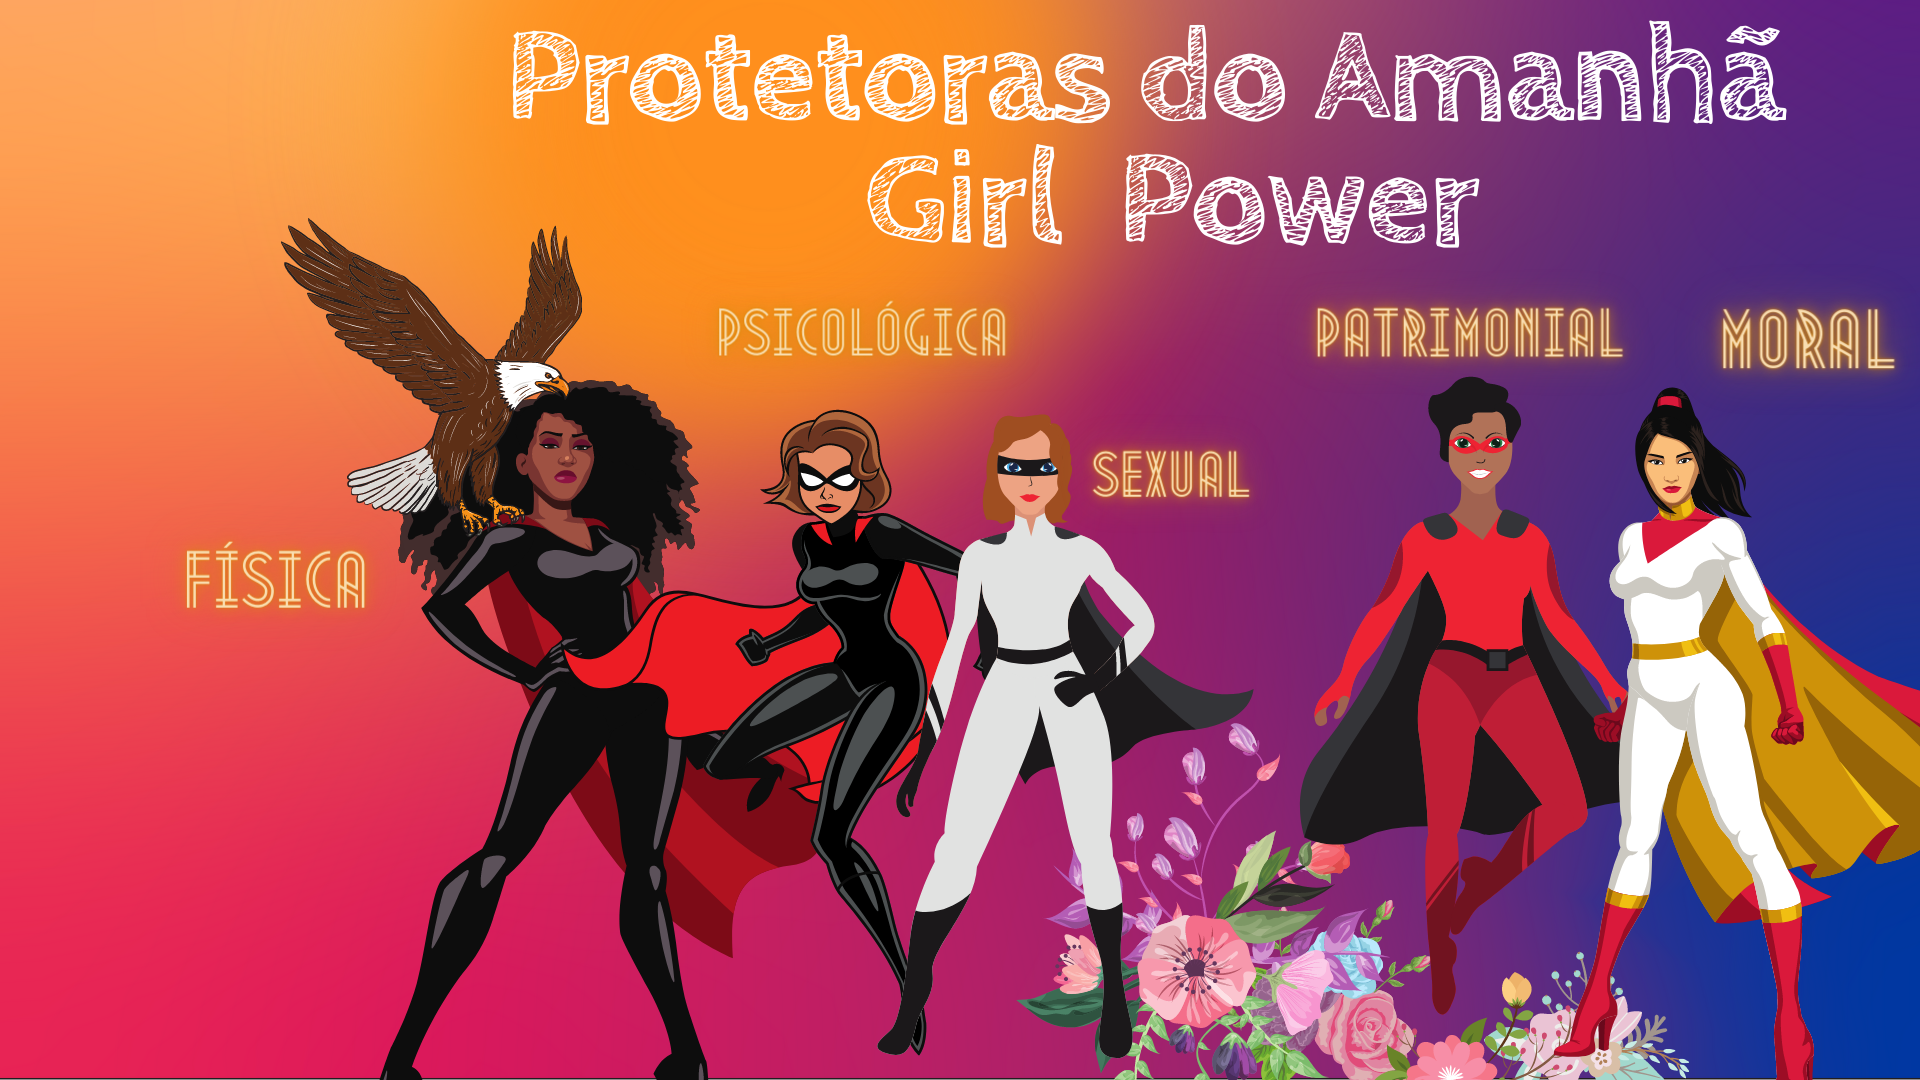 Protetoras do Amanhã
Girl Power
PSICOLÓGICA
PATRIMONIAL
MORAL
SEXUAL
FÍSICA